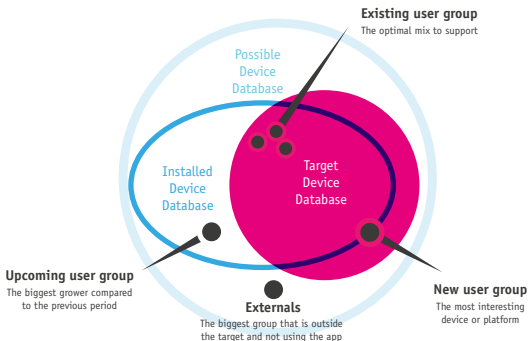 Existing user group
The optimal mix to support
Possible
Device
Database
Installed
Device
Database
Target
Device
Database
Upcoming user group
The biggest grower compared
to the previous period
New user group
The most interesting
device or platform
Externals
The biggest group that is outside
the target and not using the app